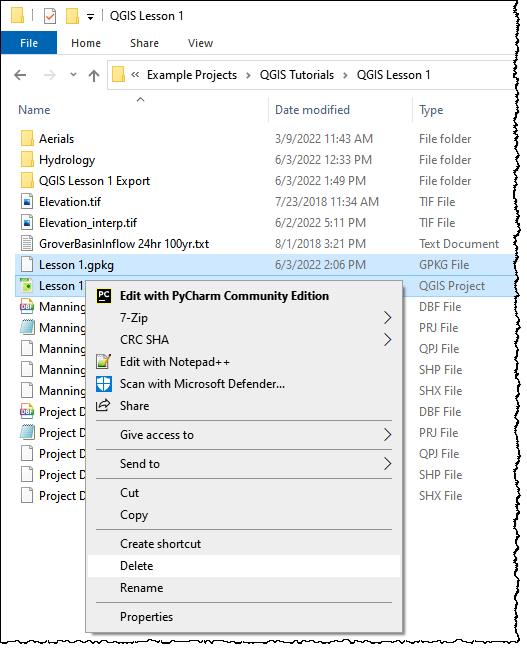 QGIS Lesson 1
File Home Share View
« Example Projects > QGIS Tutorials > QGIS Lesson 1
Name Date modified Type
Aerials 3/9/2022 11:43 AM File folder
Hydrology 6/3/2022 12:33 PM File folder
QGIS Lesson 1 Export 6/3/2022 1:49 PM File folder
Elevation.tif 7/23/2018 11:34 AM TIF File
Elevation_interp.tif 6/2/2022 5:11 PM TIF File
GroverBasinInflow 24hr 100yr.txt 8/1/2018 3:21 PM Text Document
Lesson 1.gpkg 6/3/2022 2:06 PM GPKG File
Lesson 1 QGIS Project
PC Edit with PyCharm Community Edition
Manning DBF File
7-Zip
Manning PRJ File
CRC SHA
Manning QPJ File
Edit with Notepad++
Manning SHP File
Scan with Microsoft Defender...
Manning SHX File
Share
Project D DBF File
Give access to
Project D PRJ File
Project D QPJ File
Send to
Project D SHP File
Cut
Project D SHX File
Copy
Create shortcut
Delete
Rename
Properties